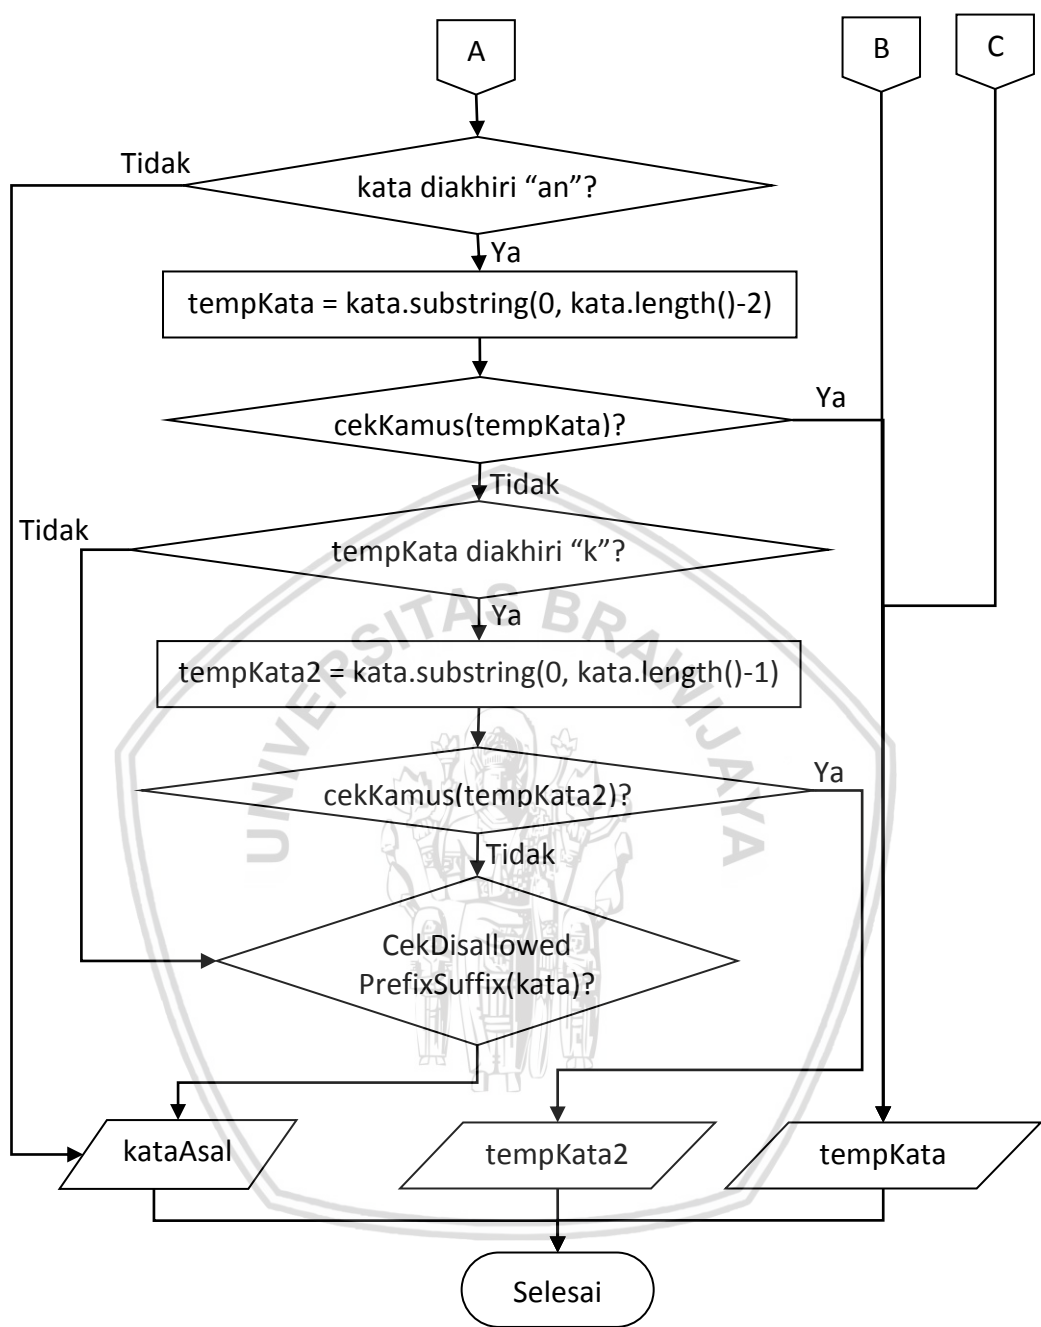 A
B
C
Tidak
kata diakhiri “an”?
Ya
tempKata = kata.substring(0, kata.length()-2)
Ya
cekKamus(tempKata)?
Tidak
Tidak
tempKata diakhiri “k”?
Ya
tempKata2 = kata.substring(0, kata.length()-1)
Ya
cekKamus(tempKata2)?
Tidak
CekDisallowed
PrefixSuffix(kata)?
kataAsal
tempKata2
tempKata
Selesai
UNIVERSITAS BRAWIJAYA